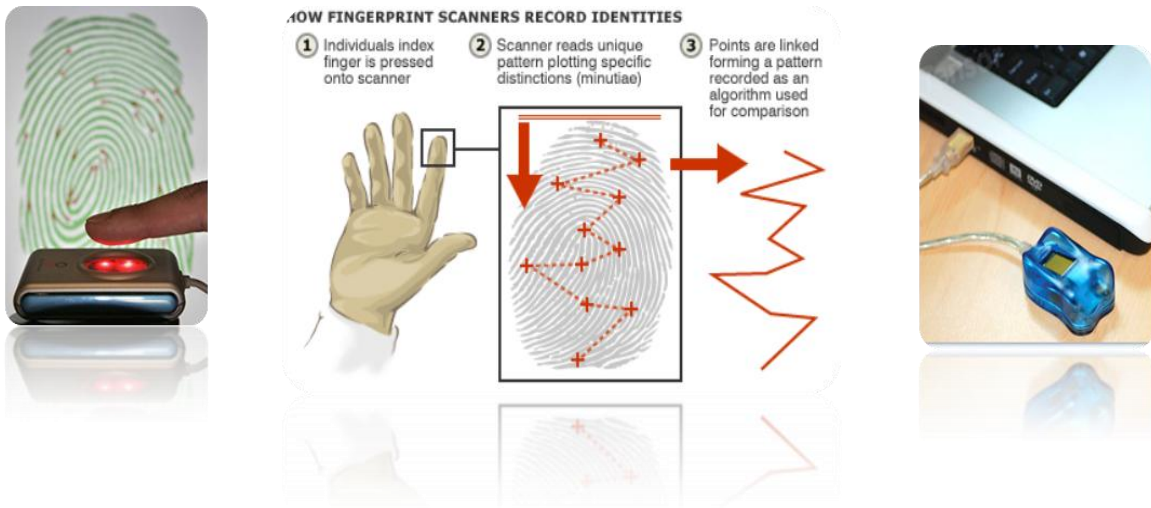 HOW FINGERPRINT SCANNERS RECORD IDENTITIES
1 Individuals index
finger is pressed
onto scanner
2 Scanner reads unique
pattern plotting specific
distinctions (minutiae)
3 Points are linked
forming a pattern
recorded as an
algorithm used
for comparison